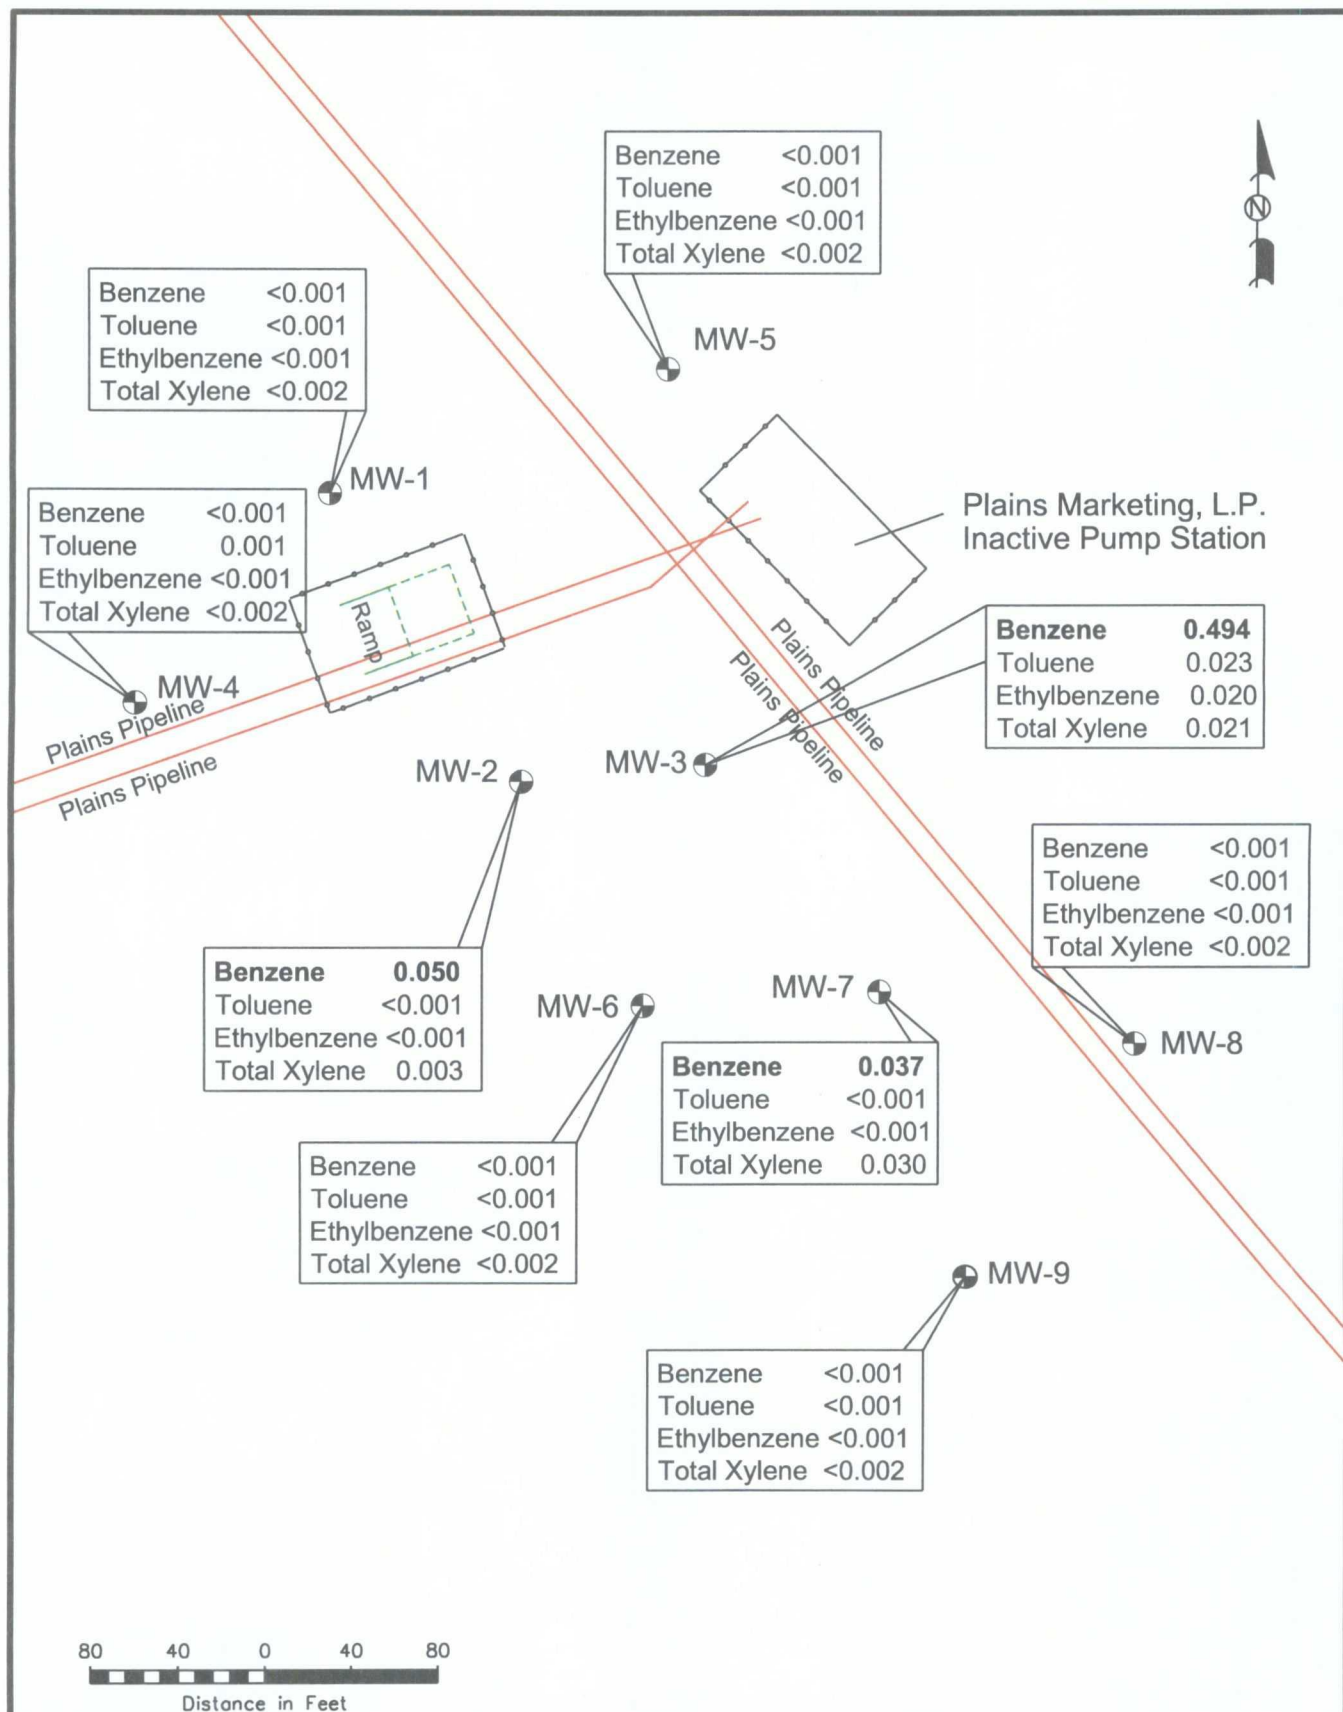 Benzene <0.001
Toluene <0.001
Ethylbenzene <0.001
Total Xylene <0.002
MW-5
N
Benzene <0.001
Toluene <0.001
Ethylbenzene <0.001
Total Xylene <0.002
MW-1
Benzene <0.001
Toluene 0.001
Ethylbenzene <0.001
Total Xylene <0.002
MW-4
Ramp
Plains Marketing, L.P.
Inactive Pump Station
Plains Pipeline
Plains Pipeline
Plains Pipeline
Plains Pipeline
Benzene 0.494
Toluene 0.023
Ethylbenzene 0.020
Total Xylene 0.021
MW-3
MW-2
Benzene 0.050
Toluene <0.001
Ethylbenzene <0.001
Total Xylene 0.003
Benzene <0.001
Toluene <0.001
Ethylbenzene <0.001
Total Xylene <0.002
MW-8
MW-7
Benzene 0.037
Toluene <0.001
Ethylbenzene <0.001
Total Xylene 0.030
MW-6
Benzene <0.001
Toluene <0.001
Ethylbenzene <0.001
Total Xylene <0.002
MW-9
Benzene <0.001
Toluene <0.001
Ethylbenzene <0.001
Total Xylene <0.002
80 40 0 40 80
Distance in Feet